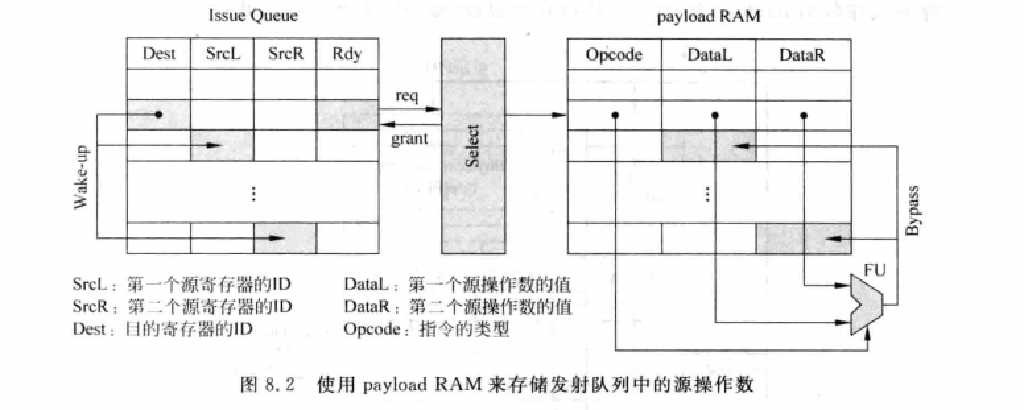 Issue Queue
payload RAM
Dest SrcL SrcR Rdy
Opcode DataL DataR
req
grant
Select
Wake-up
Bypass
FU
SrcL：第一个源寄存器的ID DataL：第一个源操作数的值
SrcR：第二个源寄存器的ID DataR：第二个源操作数的值
Dest：目的寄存器的ID Opcode：指令的类型
图 8.2 使用 payload RAM 来存储发射队列中的源操作数